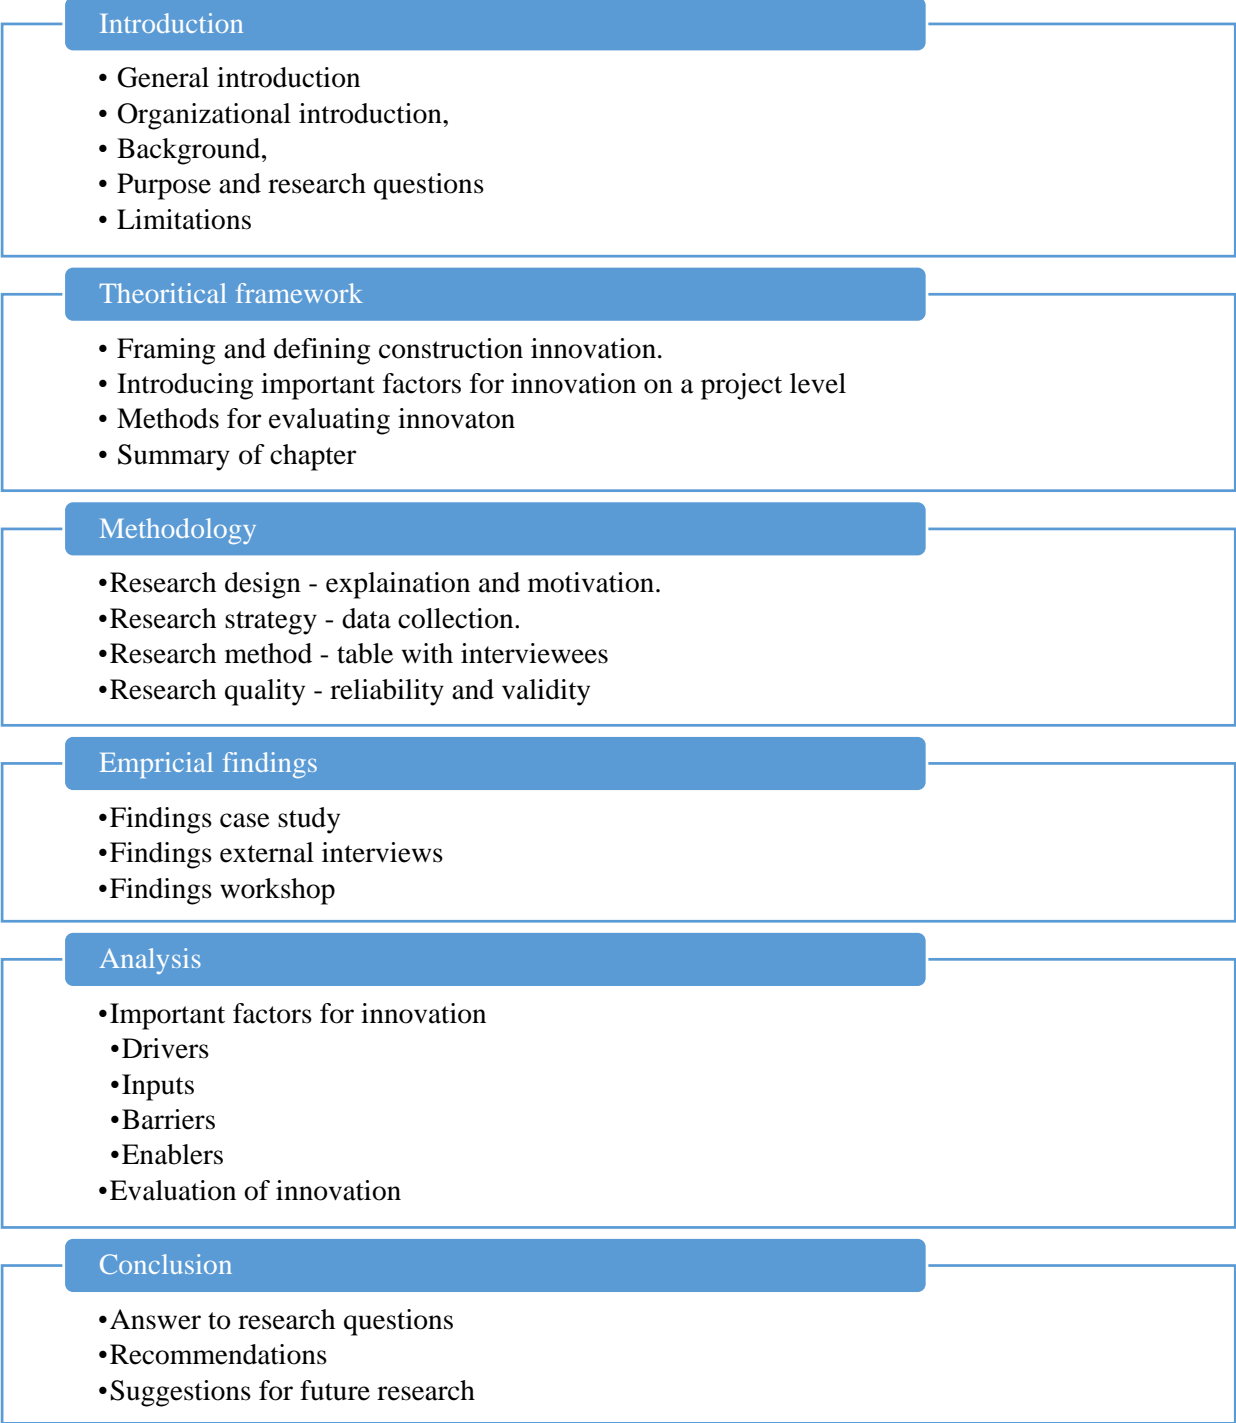 Introduction
• General introduction
• Organizational introduction,
• Background,
• Purpose and research questions
• Limitations
Theoritical framework
• Framing and defining construction innovation.
• Introducing important factors for innovation on a project level
• Methods for evaluating innovaton
• Summary of chapter
Methodology
•Research design - explaination and motivation.
•Research strategy - data collection.
•Research method - table with interviewees
•Research quality - reliability and validity
Empricial findings
•Findings case study
•Findings external interviews
•Findings workshop
Analysis
•Important factors for innovation
•Drivers
•Inputs
•Barriers
•Enablers
•Evaluation of innovation
Conclusion
•Answer to research questions
•Recommendations
•Suggestions for future research